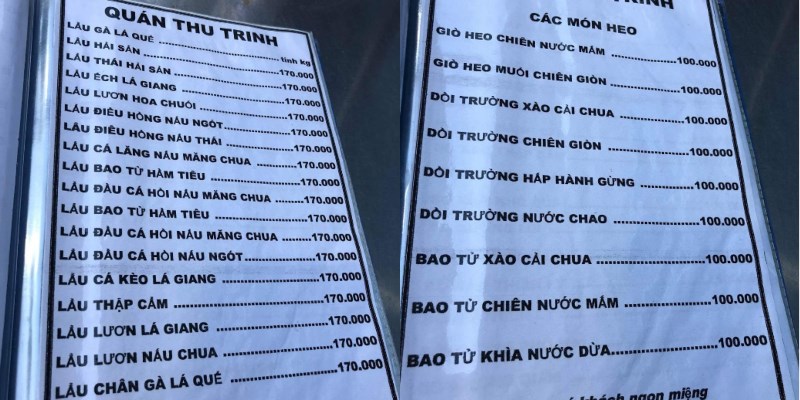 QUÁN THU TRINH
LẨU GÀ LÁ QUẾ ........ tính kg
LẨU HẢI SẢN ........ 170.000
LẨU THÁI HẢI SẢN ........ 170.000
LẨU ẾCH LÁ GIANG ........ 170.000
LẨU LƯƠN HOA CHUỐI ........ 170.000
LẨU ĐIÊU HỒNG NẤU NGÓT ........ 170.000
LẨU ĐIÊU HỒNG NẤU THÁI ........ 170.000
LẨU CÁ LĂNG NẤU MĂNG CHUA ........ 170.000
LẨU BAO TỬ HẦM TIÊU ........ 170.000
LẨU ĐẦU CÁ HỒI NẤU MĂNG CHUA ........ 170.000
LẨU BAO TỬ HẦM TIÊU ........ 170.000
LẨU ĐẦU CÁ HỒI NẤU MĂNG CHUA ........ 170.000
LẨU ĐẦU CÁ HỒI NẤU NGÓT ........ 170.000
LẨU CÁ KÈO LÁ GIANG ........ 170.000
LẨU THẬP CẨM ........ 170.000
LẨU LƯƠN LÁ GIANG ........ 170.000
LẨU LƯƠN NẤU CHUA ........ 170.000
LẨU CHÂN GÀ LÁ QUẾ ........ 170.000
TRINH
CÁC MÓN HEO
GIÒ HEO CHIÊN NƯỚC MẮM ........ 100.000
GIÒ HEO MUỐI CHIÊN GIÒN ........ 100.000
DỒI TRƯỜNG XÀO CẢI CHUA ........ 100.000
DỒI TRƯỜNG CHIÊN GIÒN ........ 100.000
DỒI TRƯỜNG HẤP HÀNH GỪNG ........ 100.000
DỒI TRƯỜNG NƯỚC CHAO ........ 100.000
BAO TỬ XÀO CẢI CHUA ........ 100.000
BAO TỬ CHIÊN NƯỚC MẮM ........ 100.000
BAO TỬ KHÌA NƯỚC DỪA ........ 100.000
khách ngon miệng